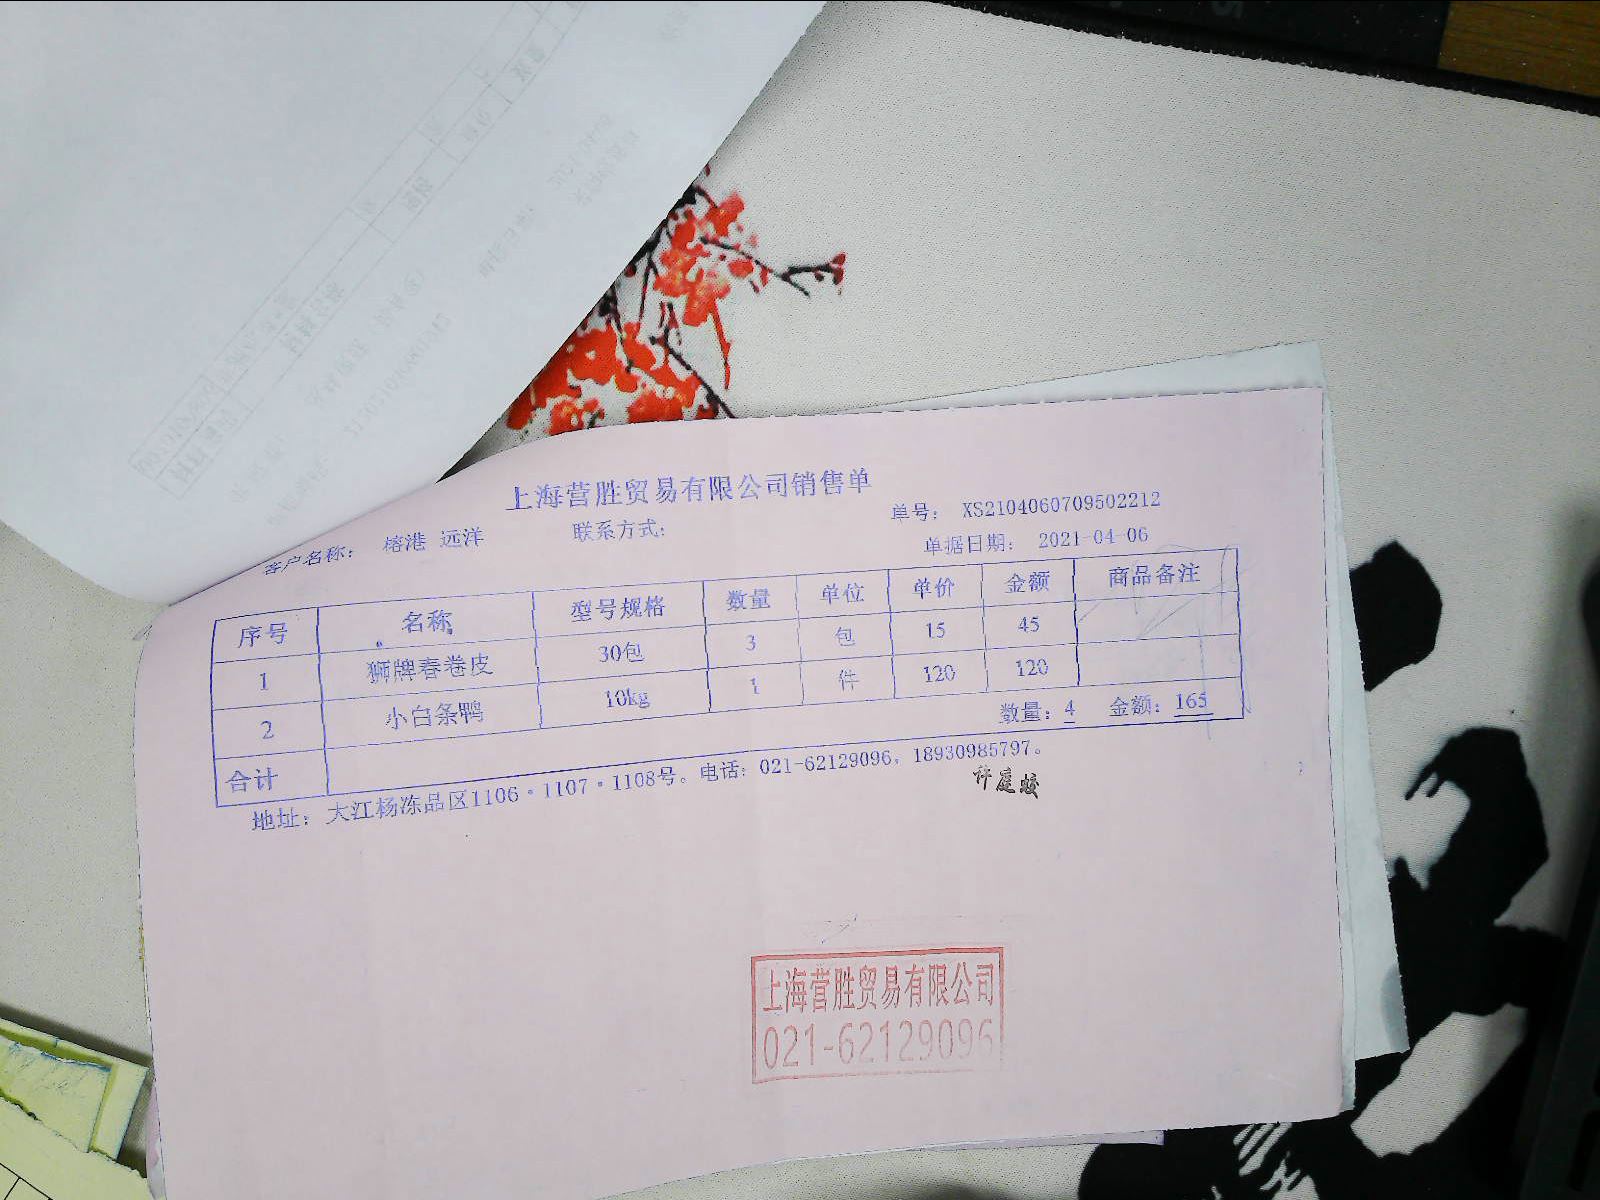 上海营胜贸易有限公司销售单
客户名称： 榕港 远洋 联系方式： 单号： XS2104060709502212
单据日期： 2021-04-06
序号 名称 型号规格 数量 单位 单价 金额 商品备注
1 狮牌春卷皮 30包 3 包 15 45
2 小白条鸭 10kg 1 件 120 120
合计 数量：4 金额：165
地址： 大江杨冻品区1106·1107·1108号。电话：021-62129096，18930985797。
许庭蛟
上海营胜贸易有限公司
021-62129096